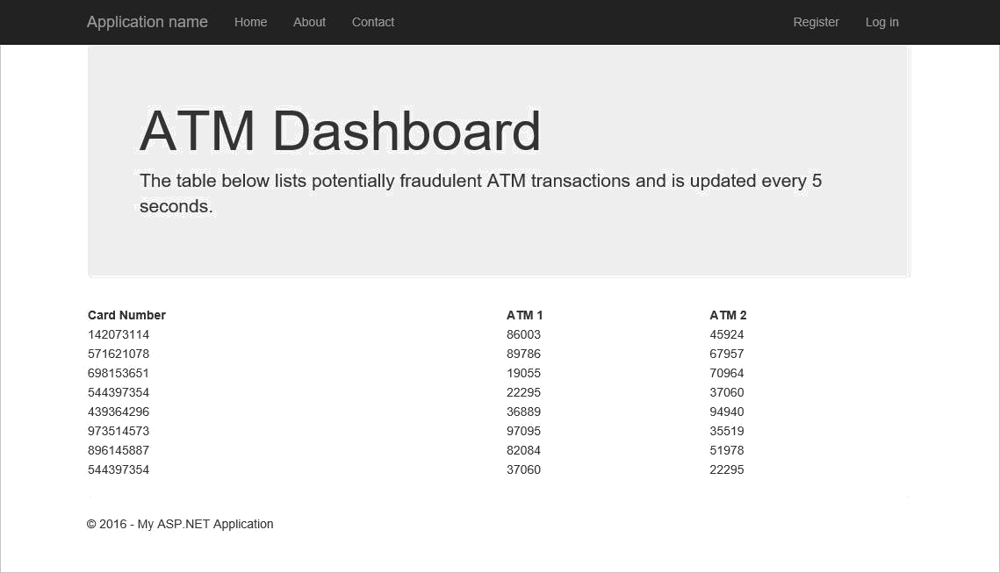 Application name Home About Contact Register Log in
ATM Dashboard
The table below lists potentially fraudulent ATM transactions and is updated every 5
seconds.
Card Number ATM 1 ATM 2
142073114 86003 45924
571621078 89786 67957
698153651 19055 70964
544397354 22295 37060
439364296 36889 94940
973514573 97095 35519
896145887 82084 51978
544397354 37060 22295
© 2016 - My ASP.NET Application